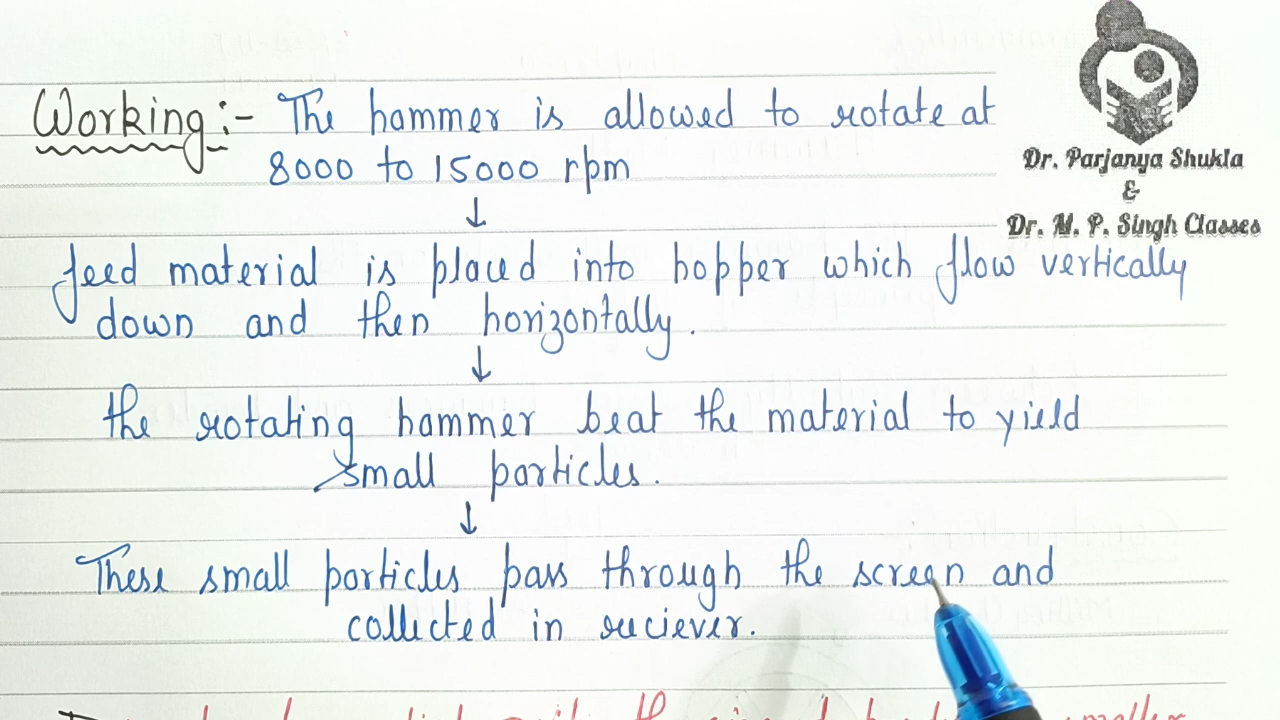 Working:- The hammer is allowed to rotate at
8000 to 15000 rpm
↓
feed material is placed into hopper which flow vertically
down and then horizontally.
↓
the rotating hammer beat the material to yield
small particles.
↓
These small particles pass through the screen and
collected in reciever.
Dr. Parjanya Shukla
&
Dr. M. P. Singh Classes